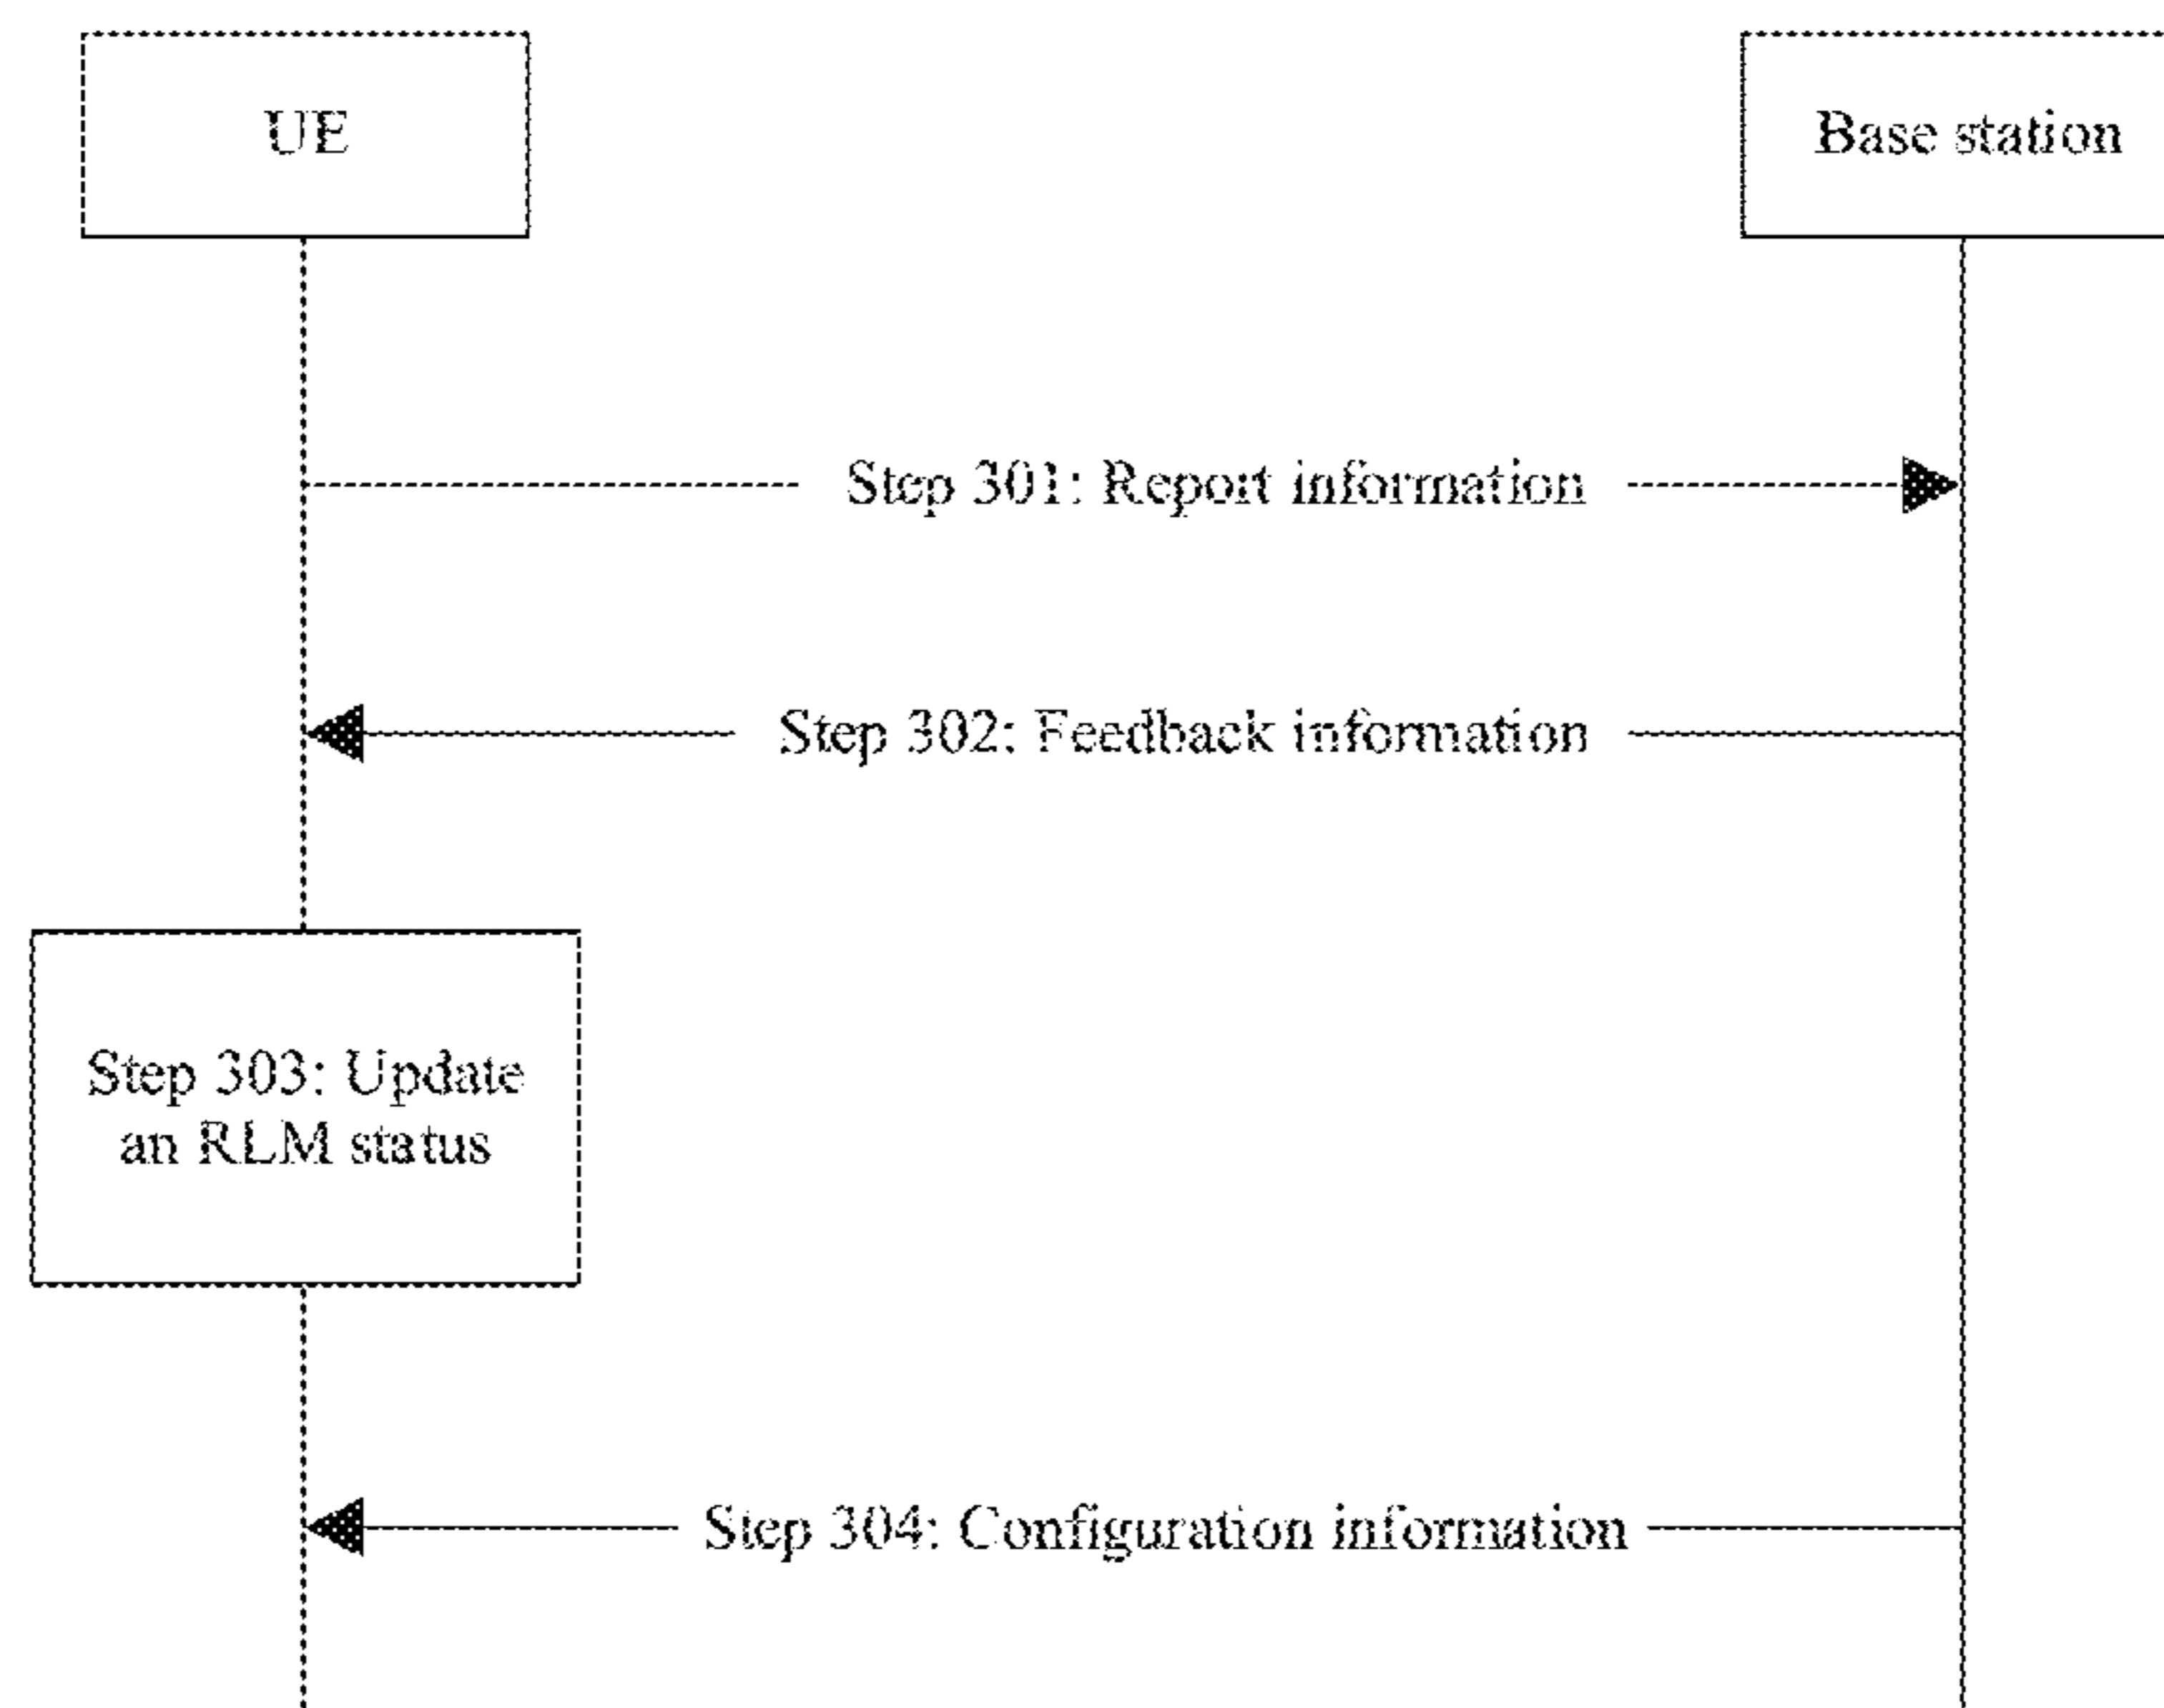 UE
Base station
Step 301: Report information
Step 302: Feedback information
Step 303: Update
an RLM status
Step 304: Configuration information